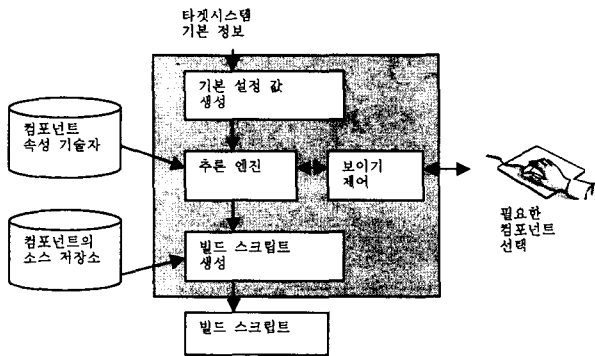 타겟시스템
기본 정보
기본 설정 값
생성
컴포넌트
속성 기술자
추론 엔진
보이기
제어
필요한
컴포넌트
선택
컴포넌트의
소스 저장소
빌드 스크립트
생성
빌드 스크립트